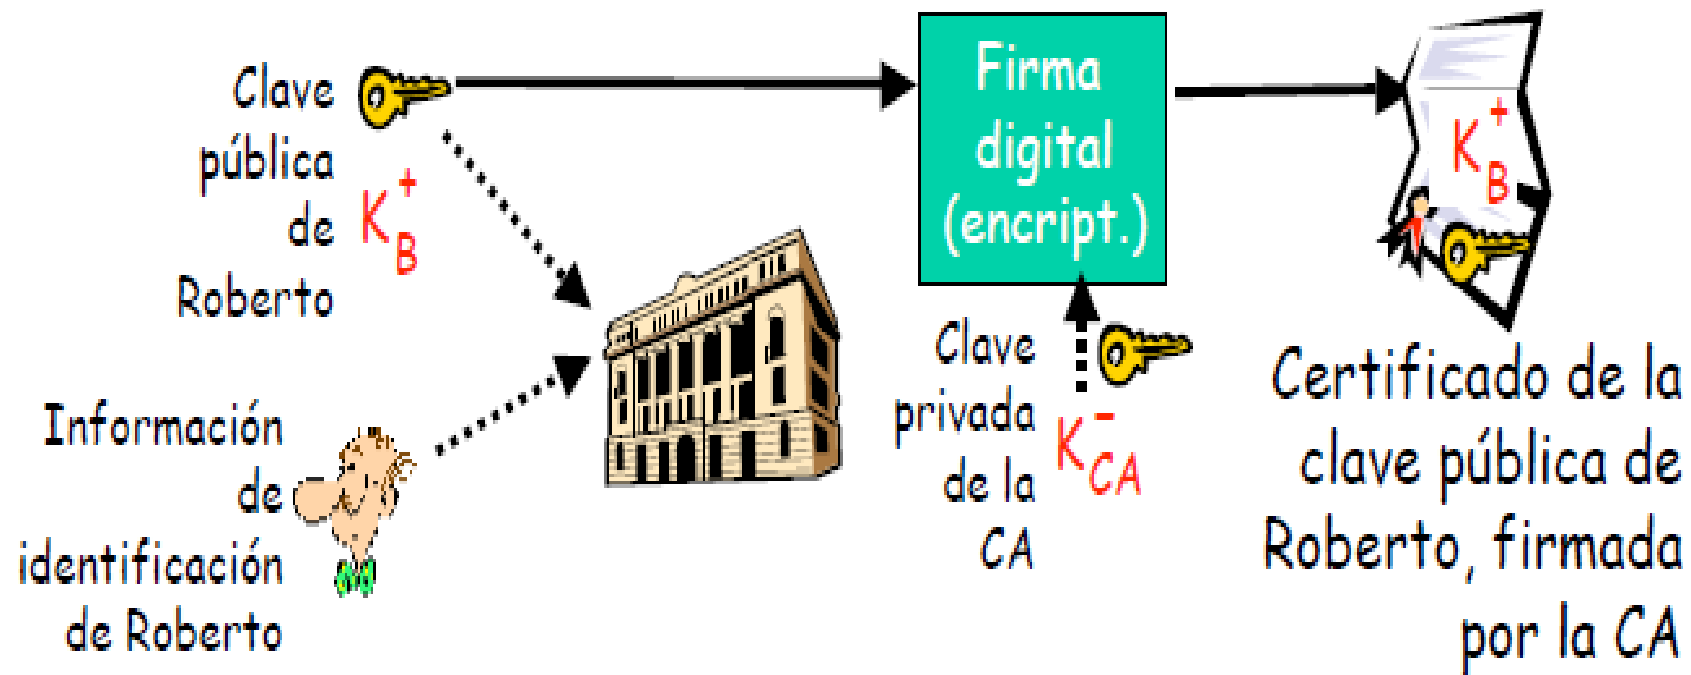 Clave
pública
de
Roberto
K+B
Información
de
identificación
de Roberto
Firma
digital
(encript.)
Clave
privada
de la
CA
K-CA
K+B
Certificado de la
clave pública de
Roberto, firmada
por la CA